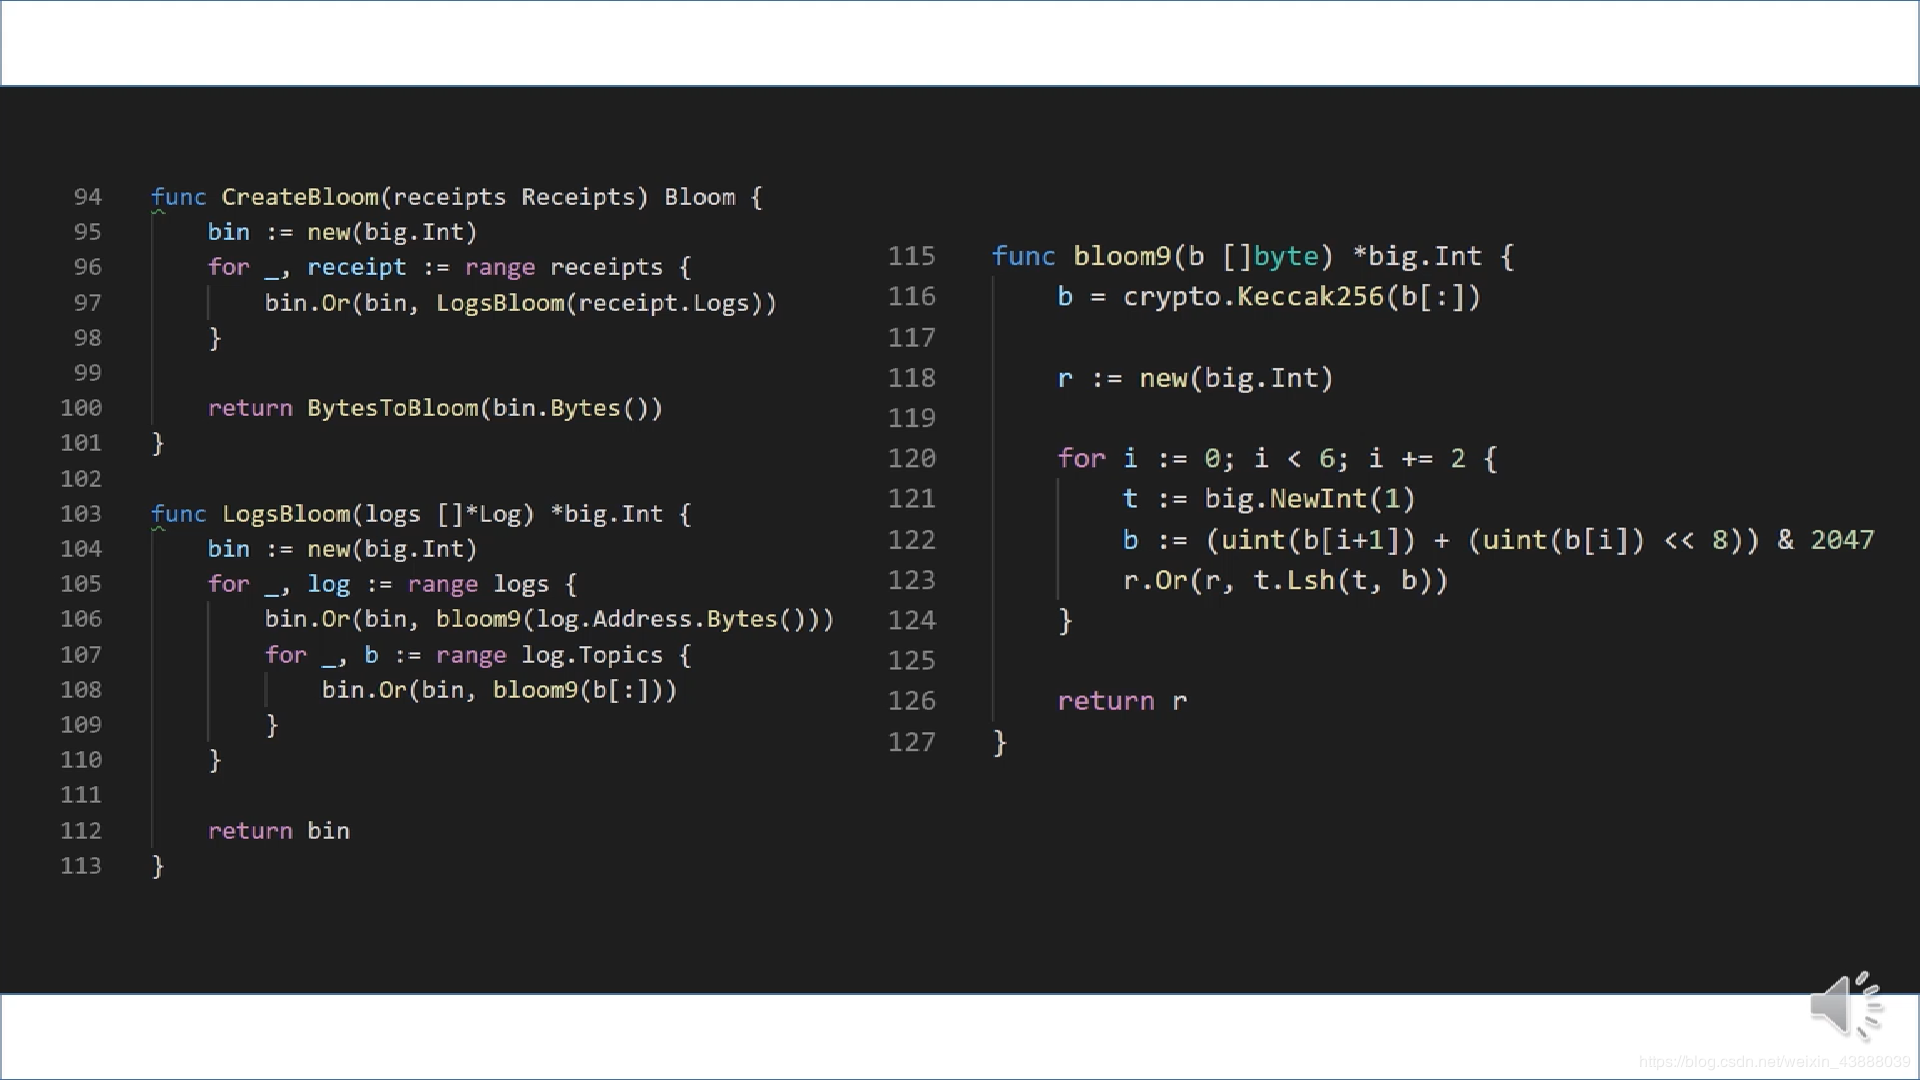 94 func CreateBloom(receipts Receipts) Bloom {
95 bin := new(big.Int)
96 for _, receipt := range receipts {
97 bin.Or(bin, LogsBloom(receipt.Logs))
98 }
99
100 return BytesToBloom(bin.Bytes())
101 }
102
103 func LogsBloom(logs []*Log) *big.Int {
104 bin := new(big.Int)
105 for _, log := range logs {
106 bin.Or(bin, bloom9(log.Address.Bytes()))
107 for _, b := range log.Topics {
108 bin.Or(bin, bloom9(b[:]))
109 }
110 }
111
112 return bin
113 }
115 func bloom9(b []byte) *big.Int {
116 b = crypto.Keccak256(b[:])
117
118 r := new(big.Int)
119
120 for i := 0; i < 6; i += 2 {
121 t := big.NewInt(1)
122 b := (uint(b[i+1]) + (uint(b[i]) << 8)) & 2047
123 r.Or(r, t.Lsh(t, b))
124 }
125
126 return r
127 }
https://blog.csdn.net/weixin_43888039